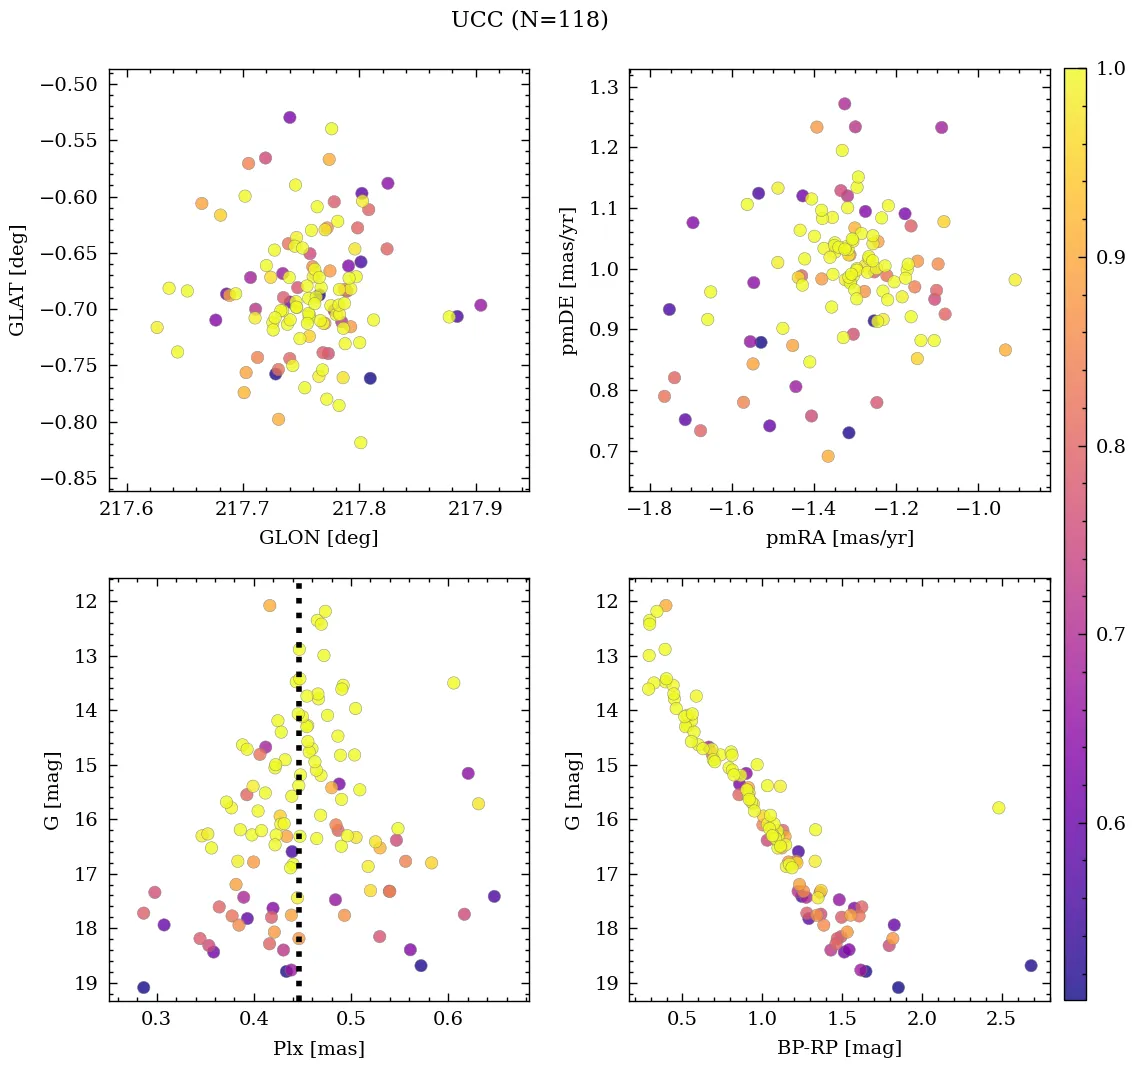 UCC (N=118)
−0.50
−0.55
−0.60
−0.65
−0.70
−0.75
−0.80
−0.85
GLAT [deg]
217.6 217.7 217.8 217.9
GLON [deg]
1.3
1.2
1.1
1.0
0.9
0.8
0.7
pmDE [mas/yr]
−1.8 −1.6 −1.4 −1.2 −1.0
pmRA [mas/yr]
1.0
0.9
0.8
0.7
0.6
12
13
14
15
16
17
18
19
G [mag]
0.3 0.4 0.5 0.6
Plx [mas]
12
13
14
15
16
17
18
19
G [mag]
0.5 1.0 1.5 2.0 2.5
BP-RP [mag]